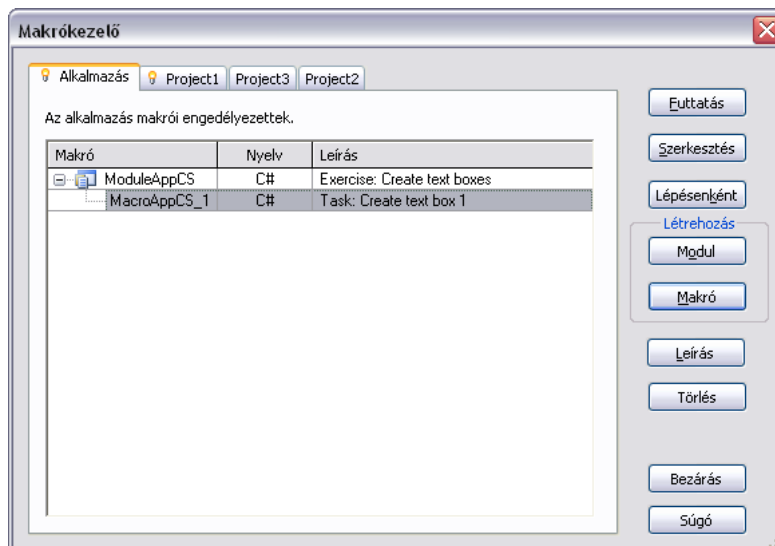 Makrókezelő
Alkalmazás Project1 Project3 Project2
Az alkalmazás makrói engedélyezettek.
Makró Nyelv Leírás
ModuleAppCS C# Exercise: Create text boxes
MacroAppCS_1 C# Task: Create text box 1
Futtatás
Szerkesztés
Lépésenként
Létrehozás
Modul
Makró
Leírás
Törlés
Bezárás
Súgó